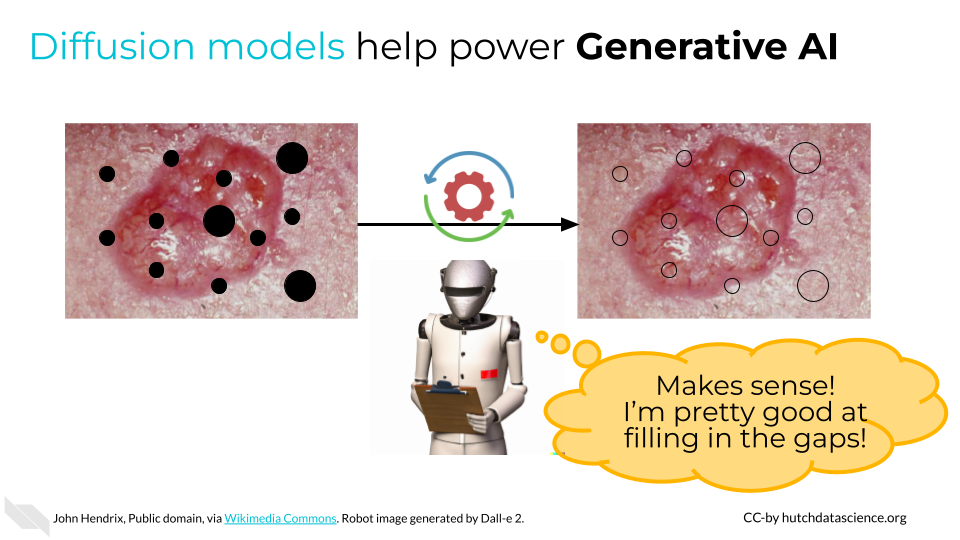 Diffusion models help power Generative AI
Makes sense!
I’m pretty good at
filling in the gaps!
John Hendrix, Public domain, via Wikimedia Commons. Robot image generated by Dall-e 2.
CC-by hutchdatascience.org